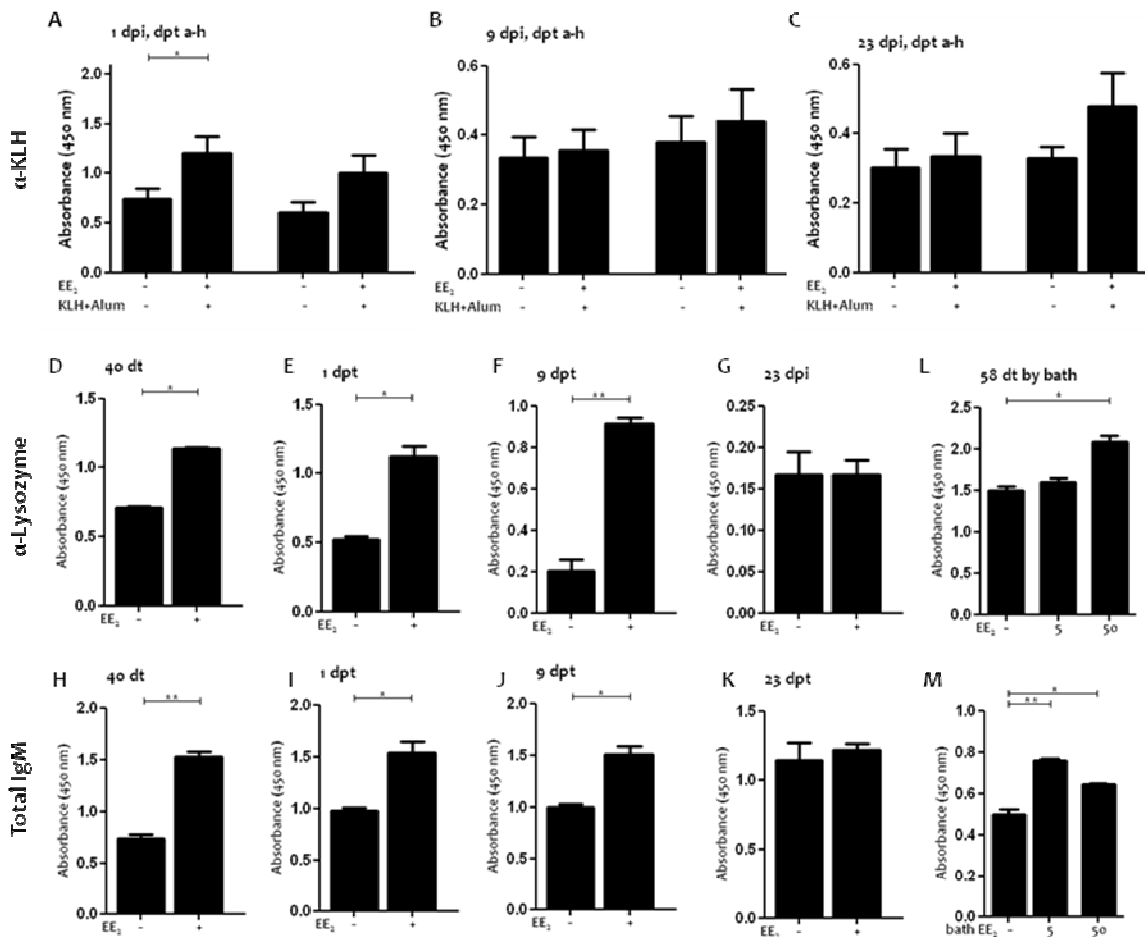 A
1 dpi, dpt a-h
*
α-KLH
Absorbance (450 nm)
2.0
1.5
1.0
0.5
0.0
EE₂ - + - +
KLH+Alum - + - +
B
9 dpi, dpt a-h
Absorbance (450 nm)
0.6
0.4
0.2
0.0
EE₂ - + - +
KLH+Alum - + - +
C
23 dpi, dpt a-h
Absorbance (450 nm)
0.6
0.4
0.2
0.0
EE₂ - + - +
KLH+Alum - + - +
D
40 dt
*
α-Lysozyme
Absorbance (450 nm)
1.5
1.0
0.5
0.0
EE₂ - +
E
1 dpt
*
Absorbance (450 nm)
1.5
1.0
0.5
0.0
EE₂ - +
F
9 dpt
**
Absorbance (450 nm)
1.0
0.8
0.6
0.4
0.2
0.0
EE₂ - +
G
23 dpi
Absorbance (450 nm)
0.25
0.20
0.15
0.10
0.05
0.00
EE₂ - +
L
58 dt by bath
*
Absorbance (450 nm)
2.5
2.0
1.5
1.0
0.5
0.0
EE₂ - 5 50
H
40 dt
**
Total IgM
Absorbance (450 nm)
2.0
1.5
1.0
0.5
0.0
EE₂ - +
I
1 dpt
*
Absorbance (450 nm)
2.0
1.5
1.0
0.5
0.0
EE₂ - +
J
9 dpt
*
Absorbance (450 nm)
2.0
1.5
1.0
0.5
0.0
EE₂ - +
K
23 dpt
Absorbance (450 nm)
1.5
1.0
0.5
0.0
EE₂ - +
M
*
**
Absorbance (450 nm)
1.0
0.8
0.6
0.4
0.2
0.0
bath EE₂ - 5 50